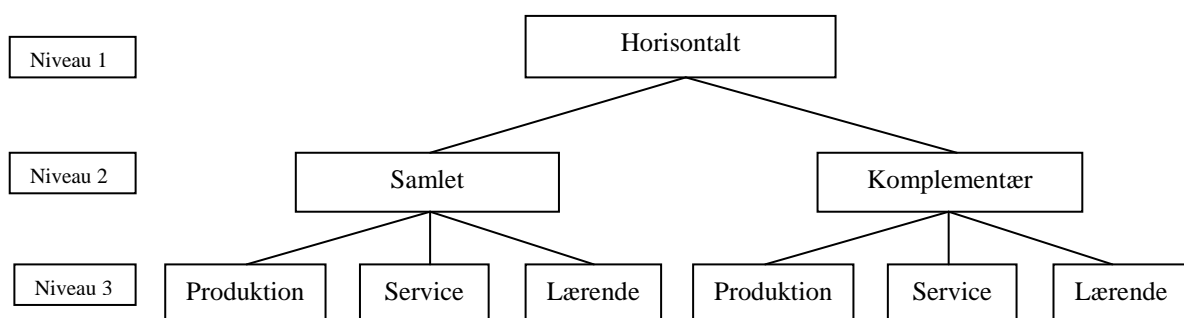 Niveau 1
Horisontalt
Niveau 2
Samlet
Komplementær
Niveau 3
Produktion
Service
Lærende
Produktion
Service
Lærende